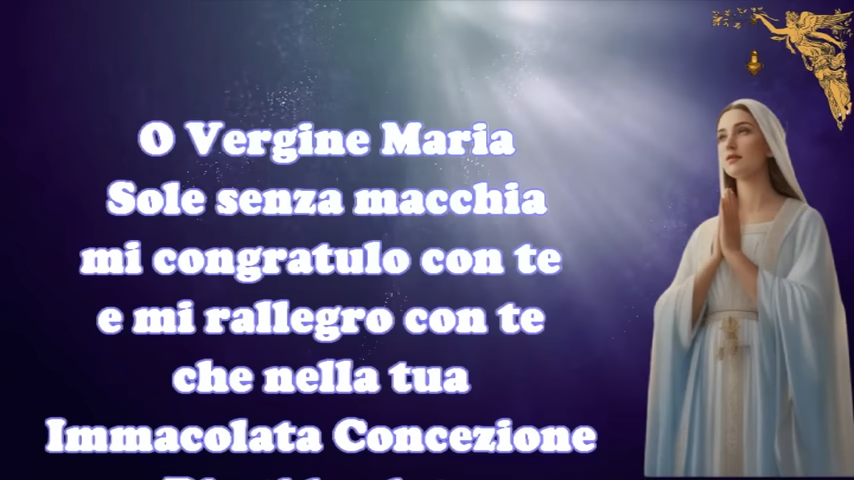 O Vergine Maria
Sole senza macchia
mi congratulo con te
e mi rallegro con te
che nella tua
Immacolata Concezione